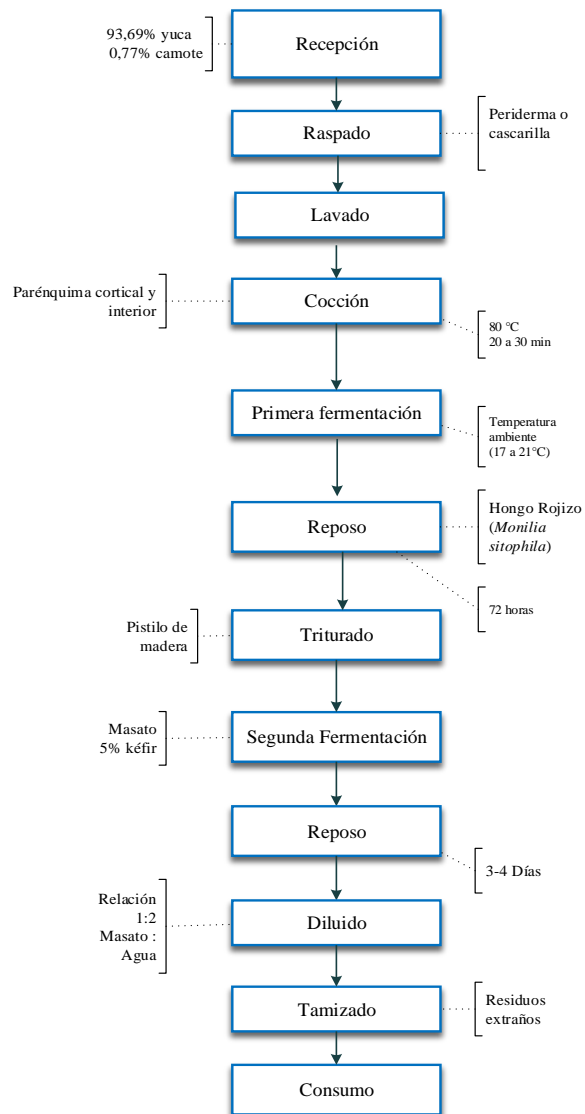 93,69% yuca
0,77% camote
Recepción
Raspado
Periderma o
cascarilla
Lavado
Parénquima cortical y
interior
Cocción
80 °C
20 a 30 min
Primera fermentación
Temperatura
ambiente
(17 a 21°C)
Reposo
Hongo Rojizo
(Monilia
sitophila)
72 horas
Pistilo de
madera
Triturado
Masato
5% kéfir
Segunda Fermentación
Reposo
3-4 Días
Relación
1:2
Masato :
Agua
Diluido
Tamizado
Residuos
extraños
Consumo